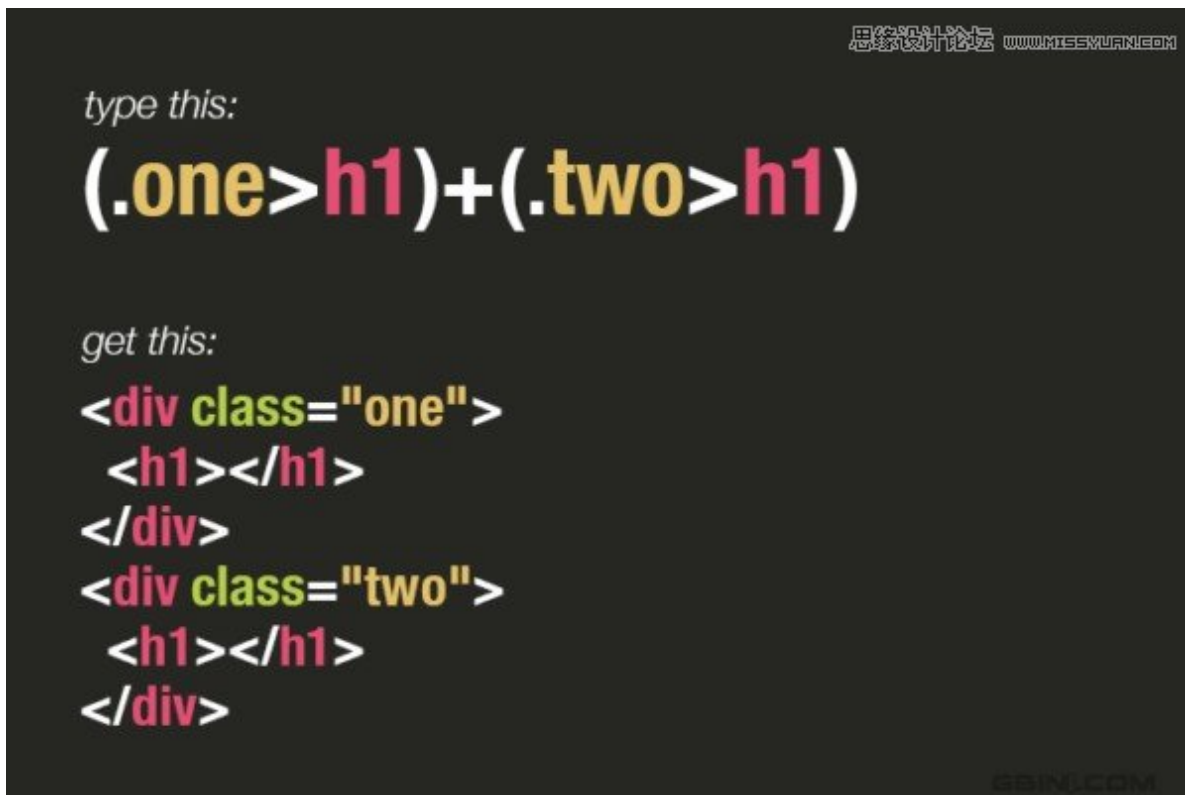 思缘设计论坛 WWW.MISSYUAN.COM
type this:
(.one>h1)+(.two>h1)
get this:
<div class="one">
<h1></h1>
</div>
<div class="two">
<h1></h1>
</div>
GBIN1.COM